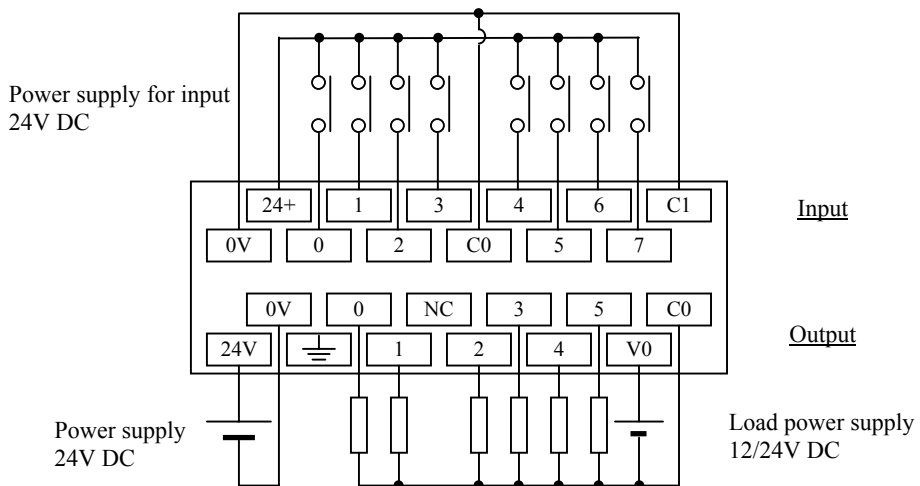 Power supply for input
24V DC
24+ 1 3 4 6 C1
Input
0V 0 2 C0 5 7
0V 0 NC 3 5 C0
Output
24V 1 2 4 V0
Power supply
24V DC
Load power supply
12/24V DC